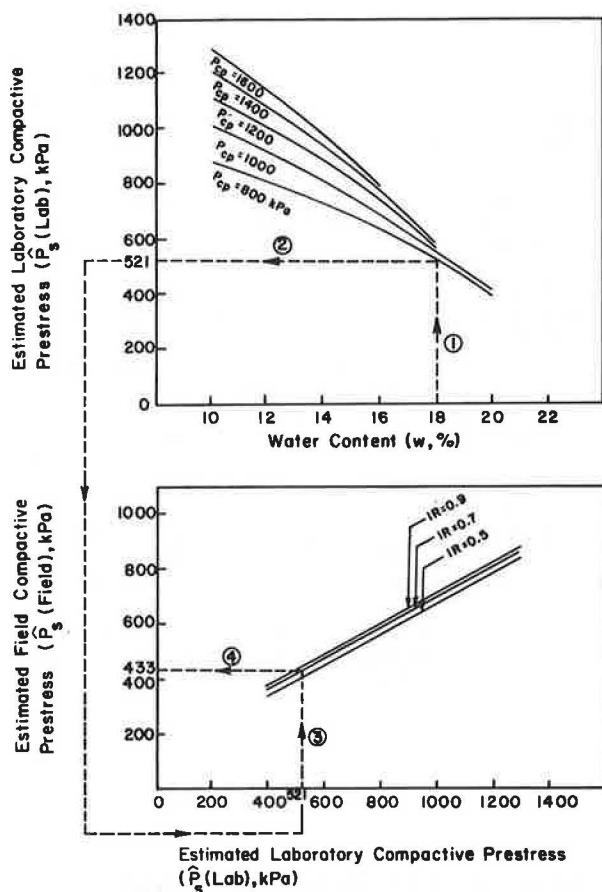 Estimated Laboratory Compactive
Prestress (P̂s (Lab), kPa)
1400
1200
1000
800
600
521
400
200
0
Pcp = 1600
Pcp = 1400
Pcp = 1200
Pcp = 1000
Pcp = 800 kPa
②
①
10 12 14 16 18 20 22
Water Content (w, %)
Estimated Field Compactive
Prestress (P̂s (Field), kPa)
1000
800
600
433
400
200
IR=0.9
IR=0.7
IR=0.5
④
③
0 200 400 521 600 800 1000 1200 1400
Estimated Laboratory Compactive Prestress
(P̂s (Lab), kPa)